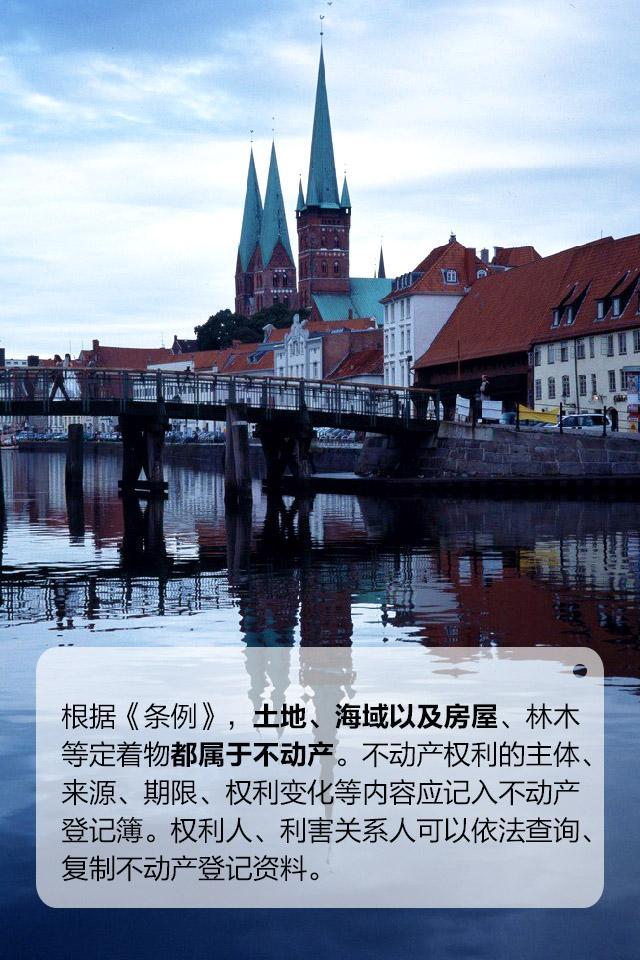 根据《条例》，土地、海域以及房屋、林木
等定着物都属于不动产。不动产权利的主体、
来源、期限、权利变化等内容应记入不动产
登记簿。权利人、利害关系人可以依法查询、
复制不动产登记资料。